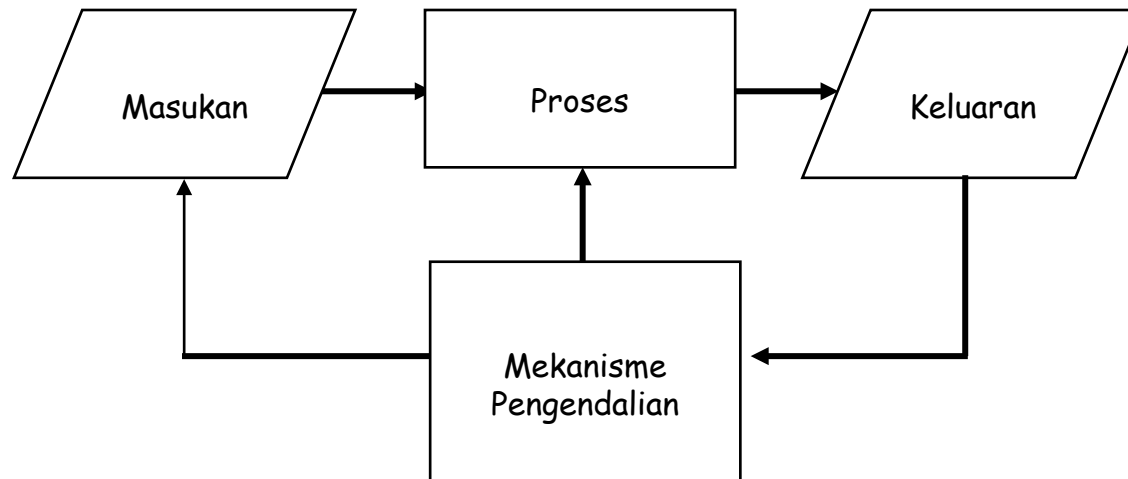 Masukan
Proses
Keluaran
Mekanisme
Pengendalian